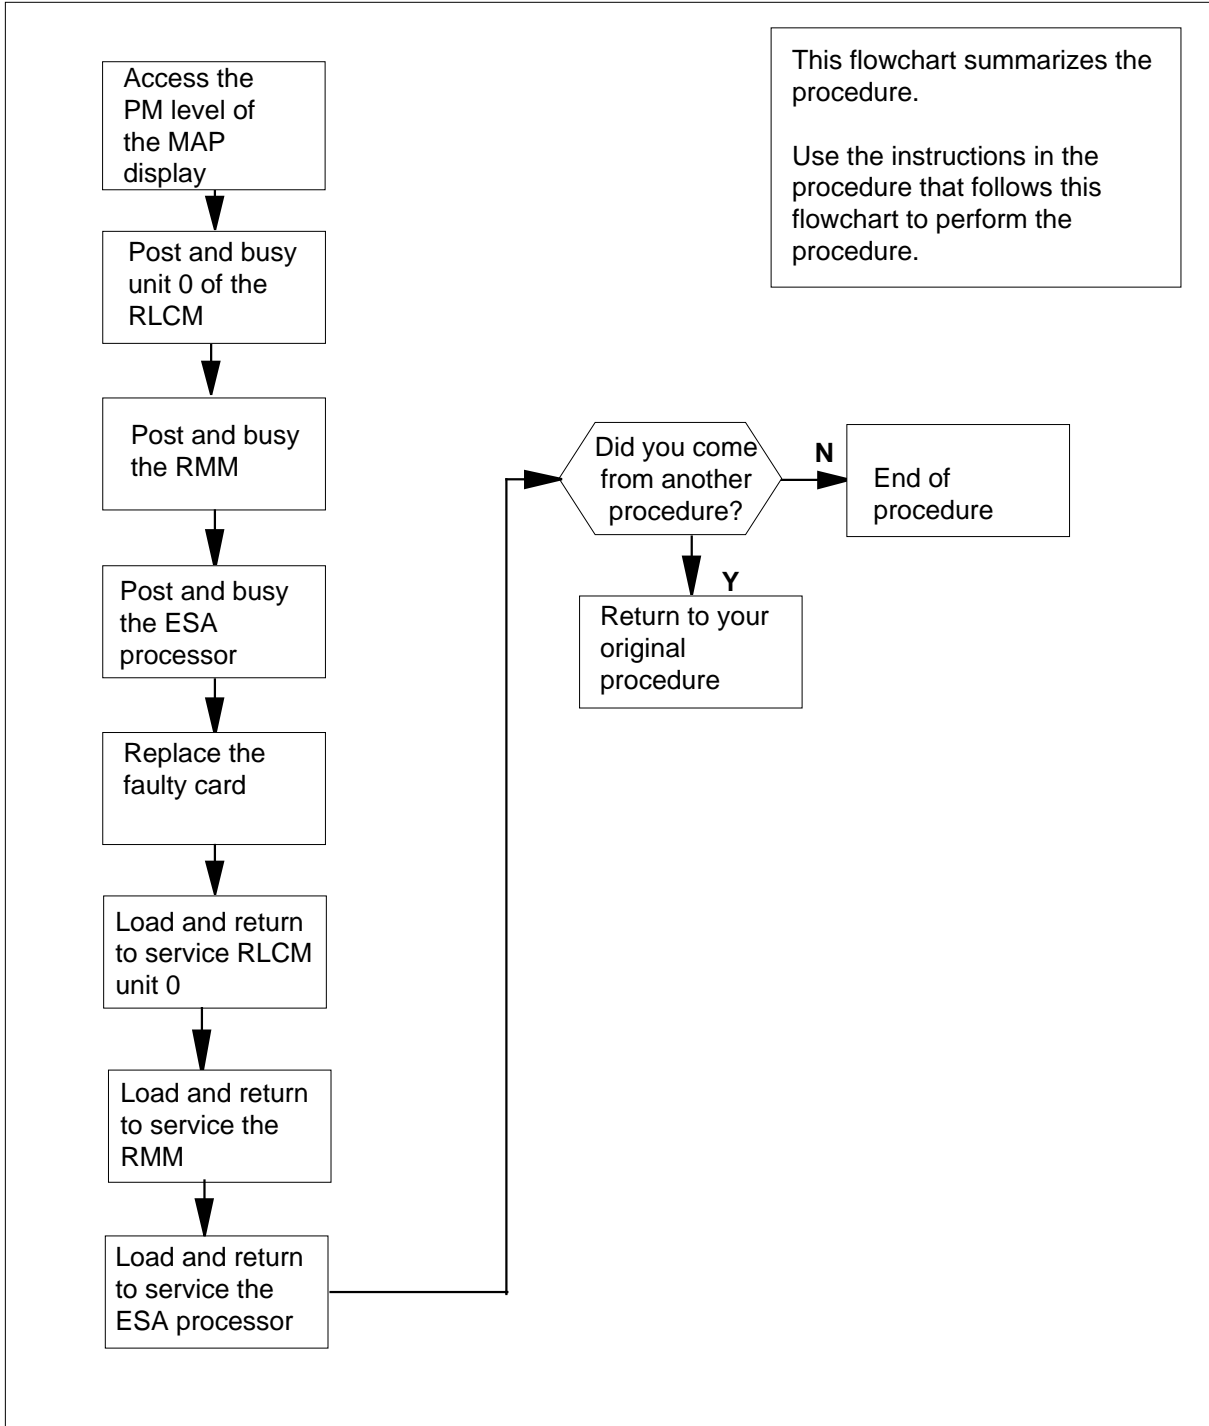 Access the
PM level of
the MAP
display
Post and busy
unit 0 of the
RLCM
Post and busy
the RMM
Post and busy
the ESA
processor
Replace the
faulty card
Load and return
to service RLCM
unit 0
Load and return
to service the
RMM
Load and return
to service the
ESA processor
This flowchart summarizes the
procedure.
Use the instructions in the
procedure that follows this
flowchart to perform the
procedure.
Did you come
from another
procedure?
N
End of
procedure
Y
Return to your
original
procedure